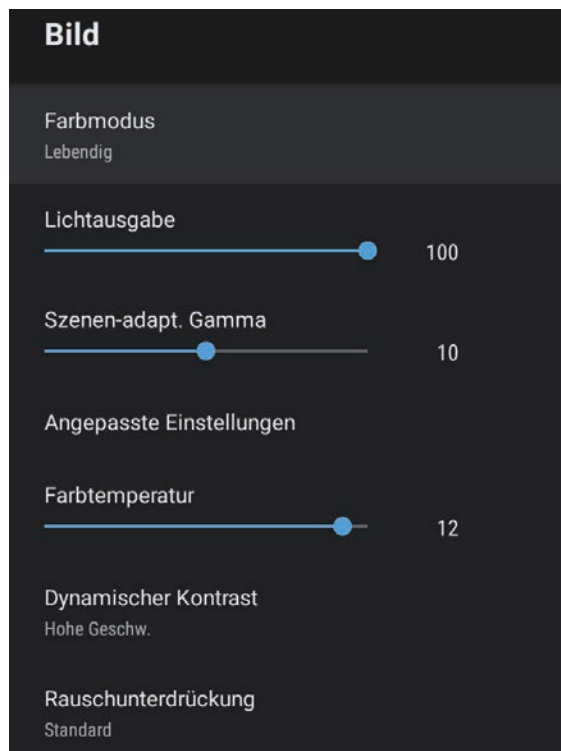 Bild
Farbmodus
Lebendig
Lichtausgabe
100
Szenen-adapt. Gamma
10
Angepasste Einstellungen
Farbtemperatur
12
Dynamischer Kontrast
Hohe Geschw.
Rauschunterdrückung
Standard